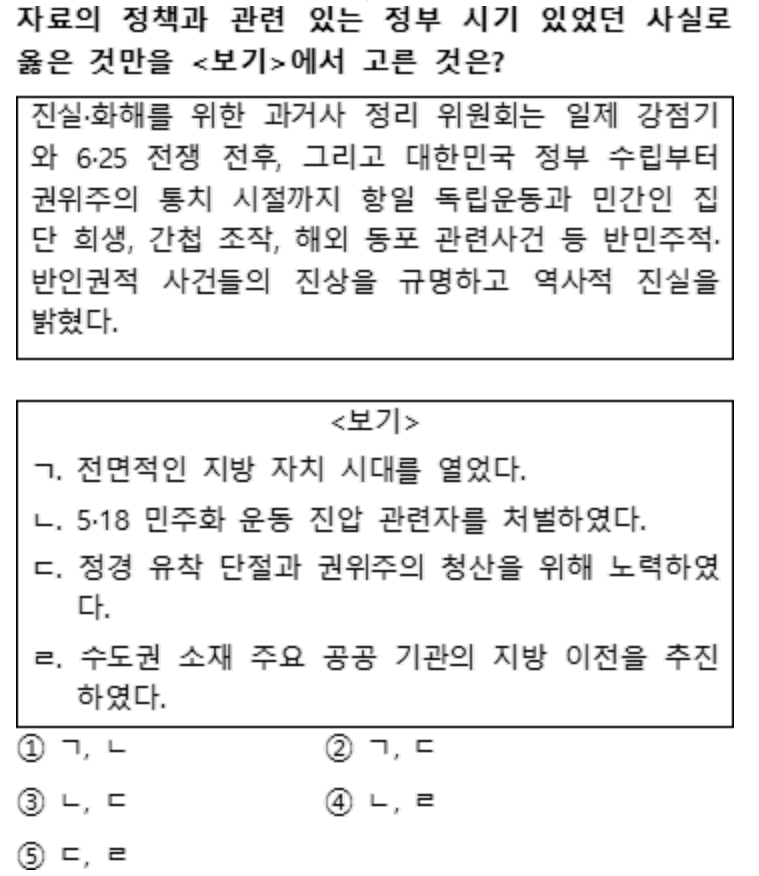 자료의 정책과 관련 있는 정부 시기 있었던 사실로
옳은 것만을 <보기>에서 고른 것은?
진실·화해를 위한 과거사 정리 위원회는 일제 강점기
와 6·25 전쟁 전후, 그리고 대한민국 정부 수립부터
권위주의 통치 시절까지 항일 독립운동과 민간인 집
단 희생, 간첩 조작, 해외 동포 관련사건 등 반민주적·
반인권적 사건들의 진상을 규명하고 역사적 진실을
밝혔다.
<보기>
ㄱ. 전면적인 지방 자치 시대를 열었다.
ㄴ. 5·18 민주화 운동 진압 관련자를 처벌하였다.
ㄷ. 정경 유착 단절과 권위주의 청산을 위해 노력하였
다.
ㄹ. 수도권 소재 주요 공공 기관의 지방 이전을 추진
하였다.
① ㄱ, ㄴ ② ㄱ, ㄷ
③ ㄴ, ㄷ ④ ㄴ, ㄹ
⑤ ㄷ, ㄹ